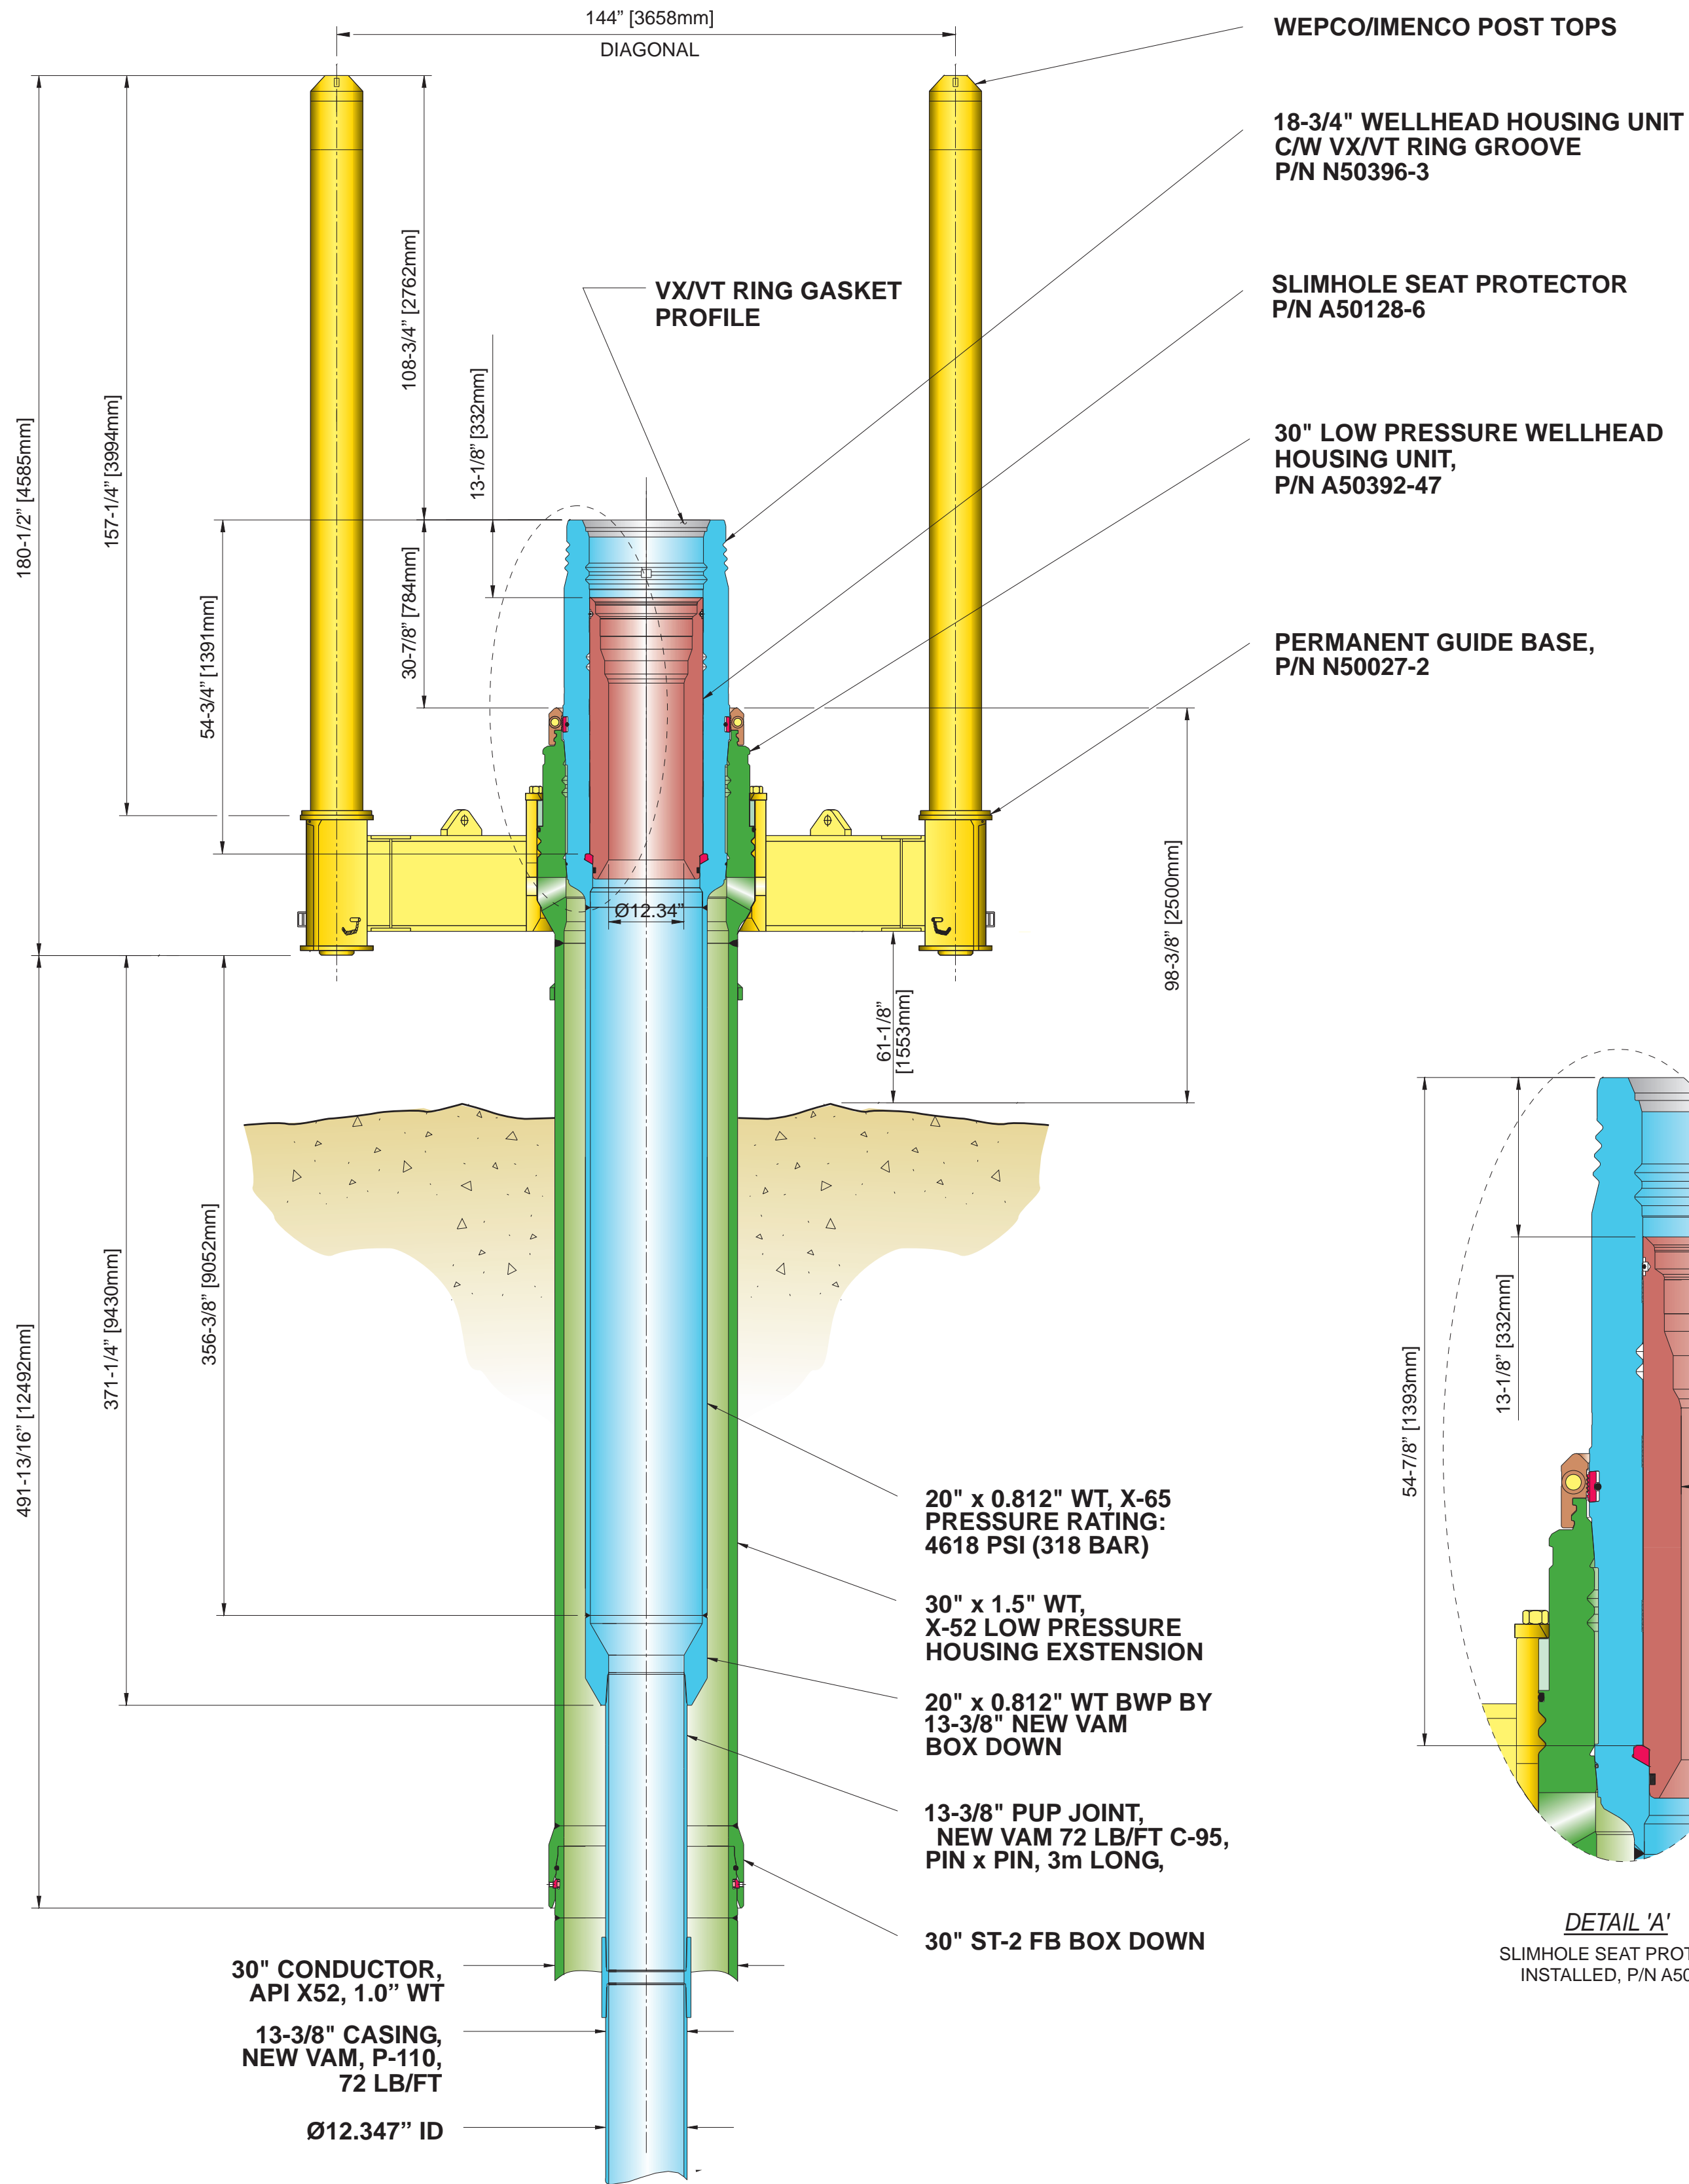 144” [3658mm]
DIAGONAL
WEPCO/IMENCO POST TOPS
18-3/4" WELLHEAD HOUSING UNIT
C/W VX/VT RING GROOVE
P/N N50396-3
VX/VT RING GASKET
PROFILE
SLIMHOLE SEAT PROTECTOR
P/N A50128-6
30" LOW PRESSURE WELLHEAD
HOUSING UNIT,
P/N A50392-47
PERMANENT GUIDE BASE,
P/N N50027-2
180-1/2” [4585mm]
157-1/4” [3994mm]
108-3/4” [2762mm]
13-1/8” [332mm]
54-3/4” [1391mm]
30-7/8” [784mm]
Ø12.34”
98-3/8” [2500mm]
61-1/8”
[1553mm]
491-13/16” [12492mm]
371-1/4” [9430mm]
356-3/8” [9052mm]
20" x 0.812" WT, X-65
PRESSURE RATING:
4618 PSI (318 BAR)
30" x 1.5" WT,
X-52 LOW PRESSURE
HOUSING EXSTENSION
20" x 0.812" WT BWP BY
13-3/8" NEW VAM
BOX DOWN
13-3/8" PUP JOINT,
NEW VAM 72 LB/FT C-95,
PIN x PIN, 3m LONG,
30" ST-2 FB BOX DOWN
30" CONDUCTOR,
API X52, 1.0” WT
13-3/8" CASING,
NEW VAM, P-110,
72 LB/FT
Ø12.347” ID
54-7/8” [1393mm]
13-1/8” [332mm]
DETAIL 'A'
SLIMHOLE SEAT PROT
INSTALLED, P/N A50